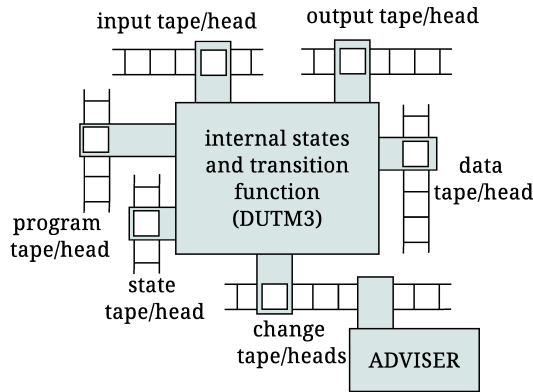 input tape/head
output tape/head
internal states
and transition
function
(DUTM3)
data
tape/head
program
tape/head
state
tape/head
change
tape/heads
ADVISER